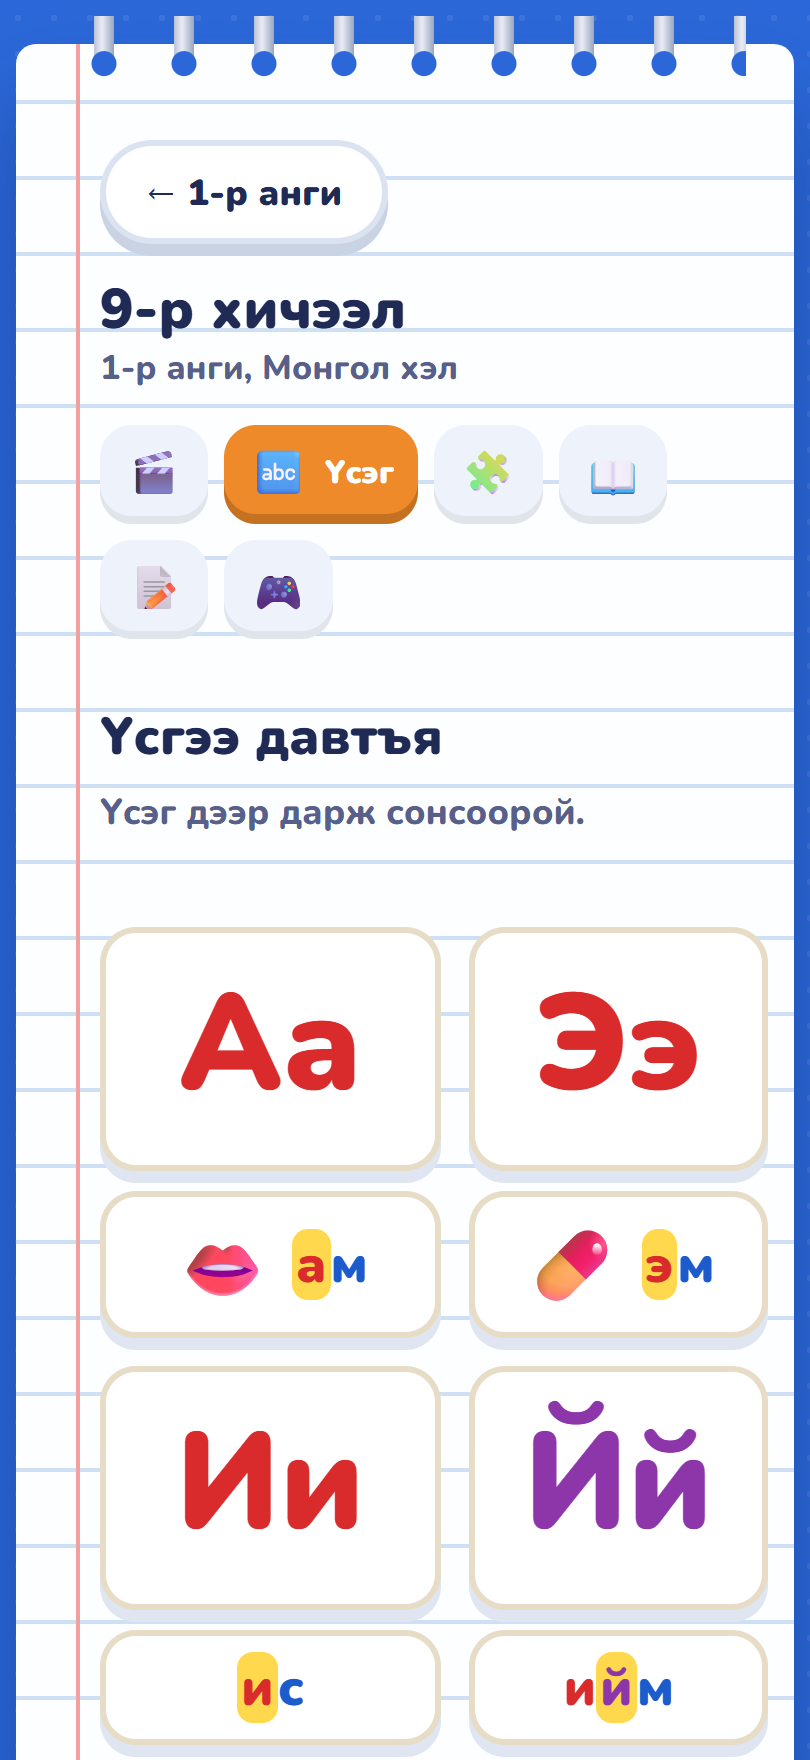 ← 1-р анги
9-р хичээл
1-р анги, Монгол хэл
abc Үсэг
Үсгээ давтъя
Үсэг дээр дарж сонсоорой.
Аа Ээ
ам эм
Ии Йй
ис ийм